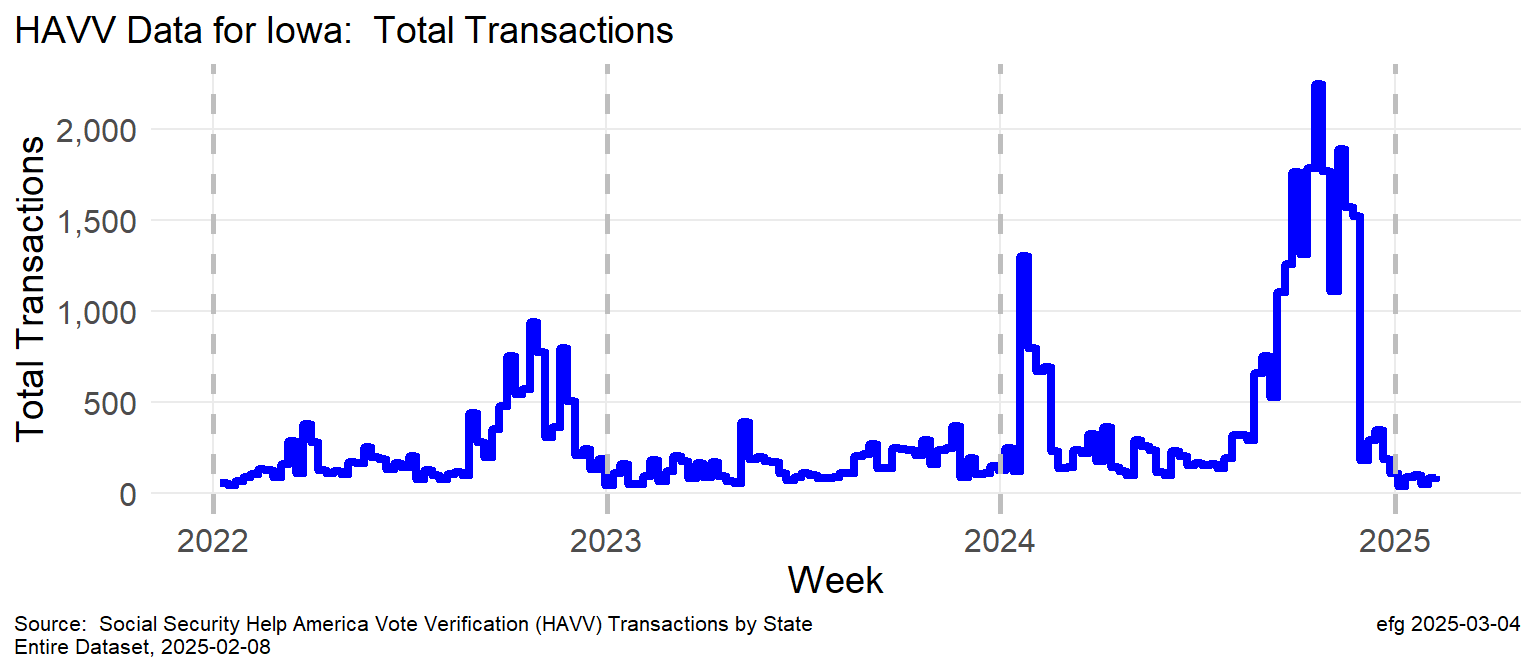 HAVV Data for Iowa:  Total Transactions
Total Transactions
2,000
1,500
1,000
500
0
2022 2023 2024 2025
Week
Source:  Social Security Help America Vote Verification (HAVV) Transactions by State efg 2025-03-04
Entire Dataset, 2025-02-08